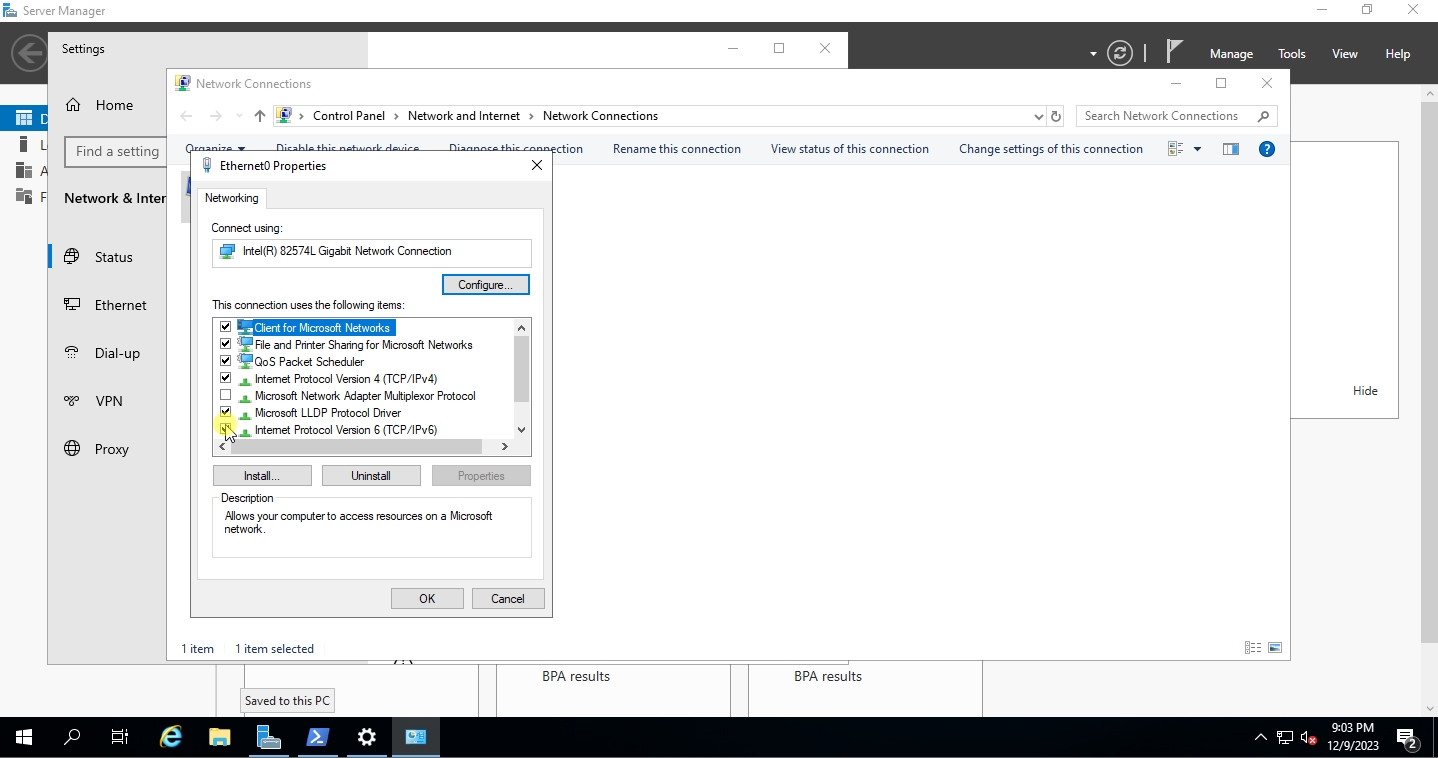 Server Manager
Manage
Tools
View
Help
Settings
Home
Find a setting
Network & Inter
Status
Ethernet
Dial-up
VPN
Proxy
Network Connections
Control Panel > Network and Internet > Network Connections
Search Network Connections
Organize
Disable this network device
Diagnose this connection
Rename this connection
View status of this connection
Change settings of this connection
Ethernet0 Properties
Networking
Connect using:
Intel(R) 82574L Gigabit Network Connection
Configure...
This connection uses the following items:
Client for Microsoft Networks
File and Printer Sharing for Microsoft Networks
QoS Packet Scheduler
Internet Protocol Version 4 (TCP/IPv4)
Microsoft Network Adapter Multiplexor Protocol
Microsoft LLDP Protocol Driver
Internet Protocol Version 6 (TCP/IPv6)
Install...
Uninstall
Properties
Description
Allows your computer to access resources on a Microsoft
network.
OK
Cancel
Hide
1 item
1 item selected
BPA results
BPA results
Saved to this PC
9:03 PM
12/9/2023
2